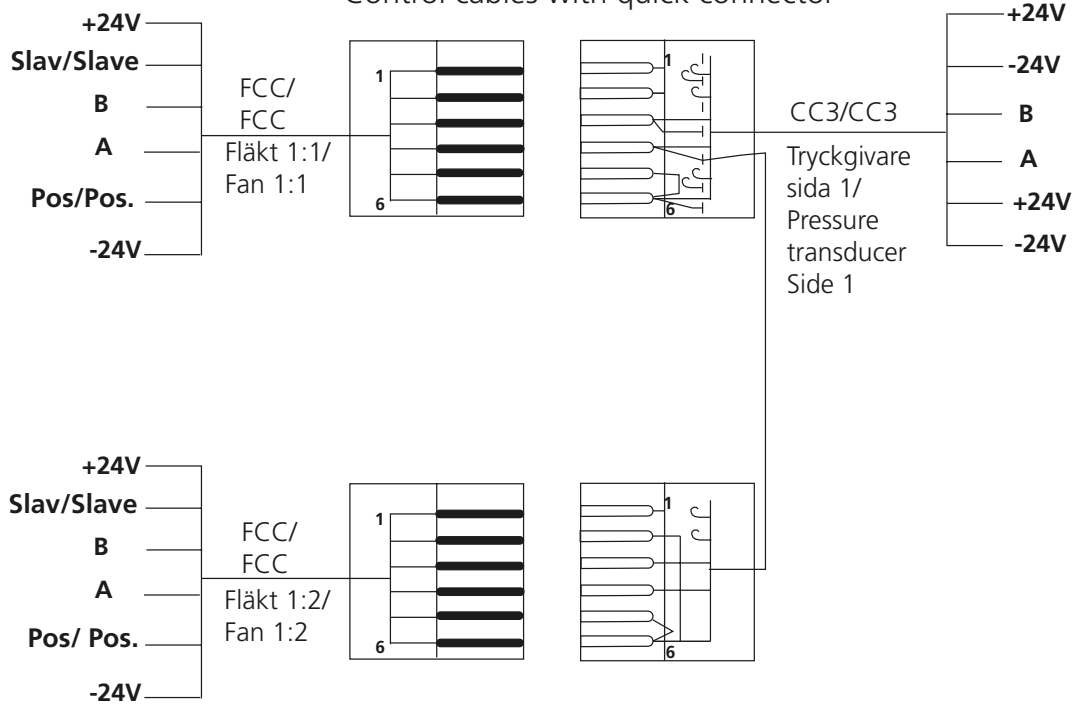 Control cables with quick connector
+24V
Slav/Slave
B
A
Pos/Pos.
-24V
FCC/
FCC
Fläkt 1:1/
Fan 1:1
1
6
1
6
CC3/CC3
Tryckgivare
sida 1/
Pressure
transducer
Side 1
+24V
-24V
B
A
+24V
-24V
+24V
Slav/Slave
B
A
Pos/ Pos.
-24V
FCC/
FCC
Fläkt 1:2/
Fan 1:2
1
6
1
6